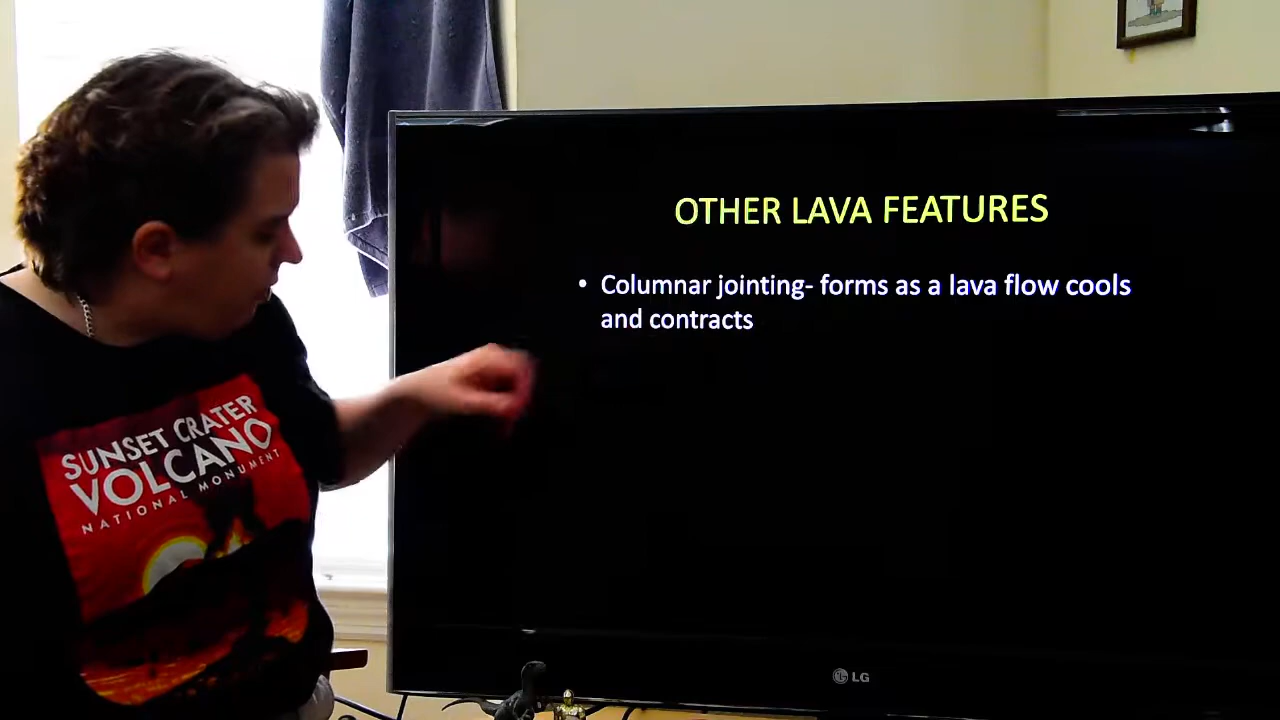 OTHER LAVA FEATURES
• Columnar jointing- forms as a lava flow cools
and contracts
SUNSET CRATER
VOLCANO
NATIONAL MONUMENT
LG